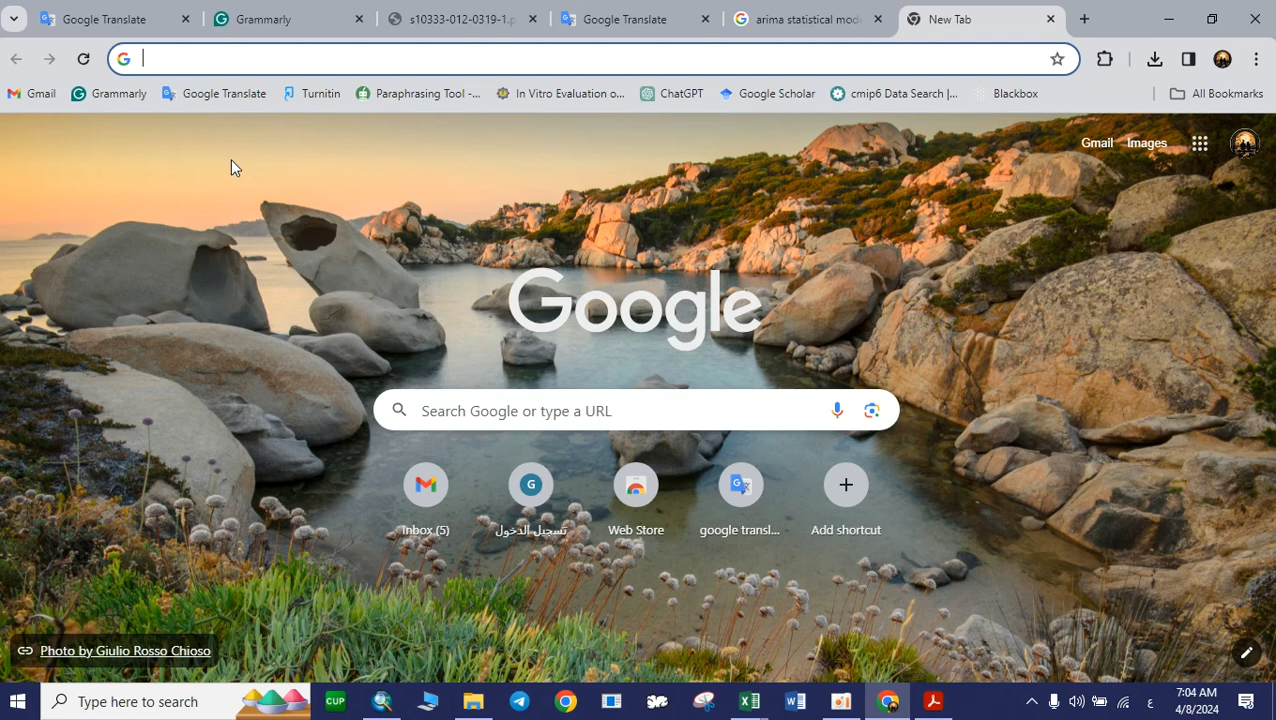 Google Translate
Grammarly
s10333-012-0319-1.p
Google Translate
arima statistical mode
New Tab
Gmail
Grammarly
Google Translate
Turnitin
Paraphrasing Tool -...
In Vitro Evaluation o...
ChatGPT
Google Scholar
cmip6 Data Search |...
Blackbox
All Bookmarks
Gmail
Images
Google
Search Google or type a URL
Inbox (5)
تسجيل الدخول
Web Store
google transl...
Add shortcut
Photo by Giulio Rosso Chioso
Type here to search
CUP
ع
7:04 AM
4/8/2024